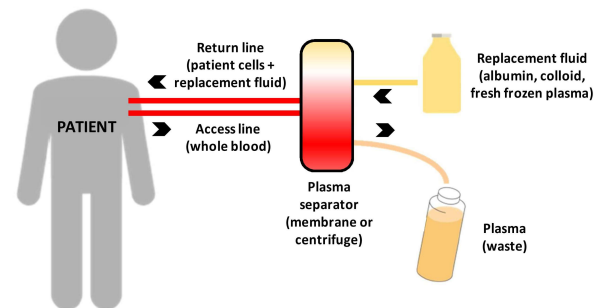 Return line
(patient cells +
replacement fluid)
PATIENT
Access line
(whole blood)
Plasma
separator
(membrane or
centrifuge)
Replacement fluid
(albumin, colloid,
fresh frozen plasma)
Plasma
(waste)